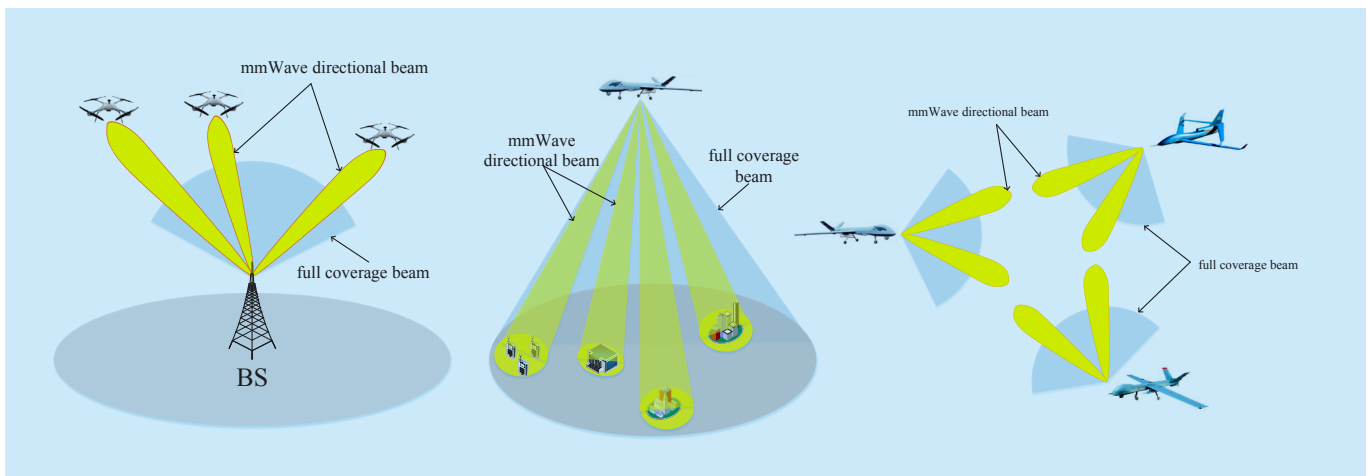 mmWave directional beam
full coverage beam
BS
mmWave
directional beam
full coverage
beam
mmWave directional beam
full coverage beam